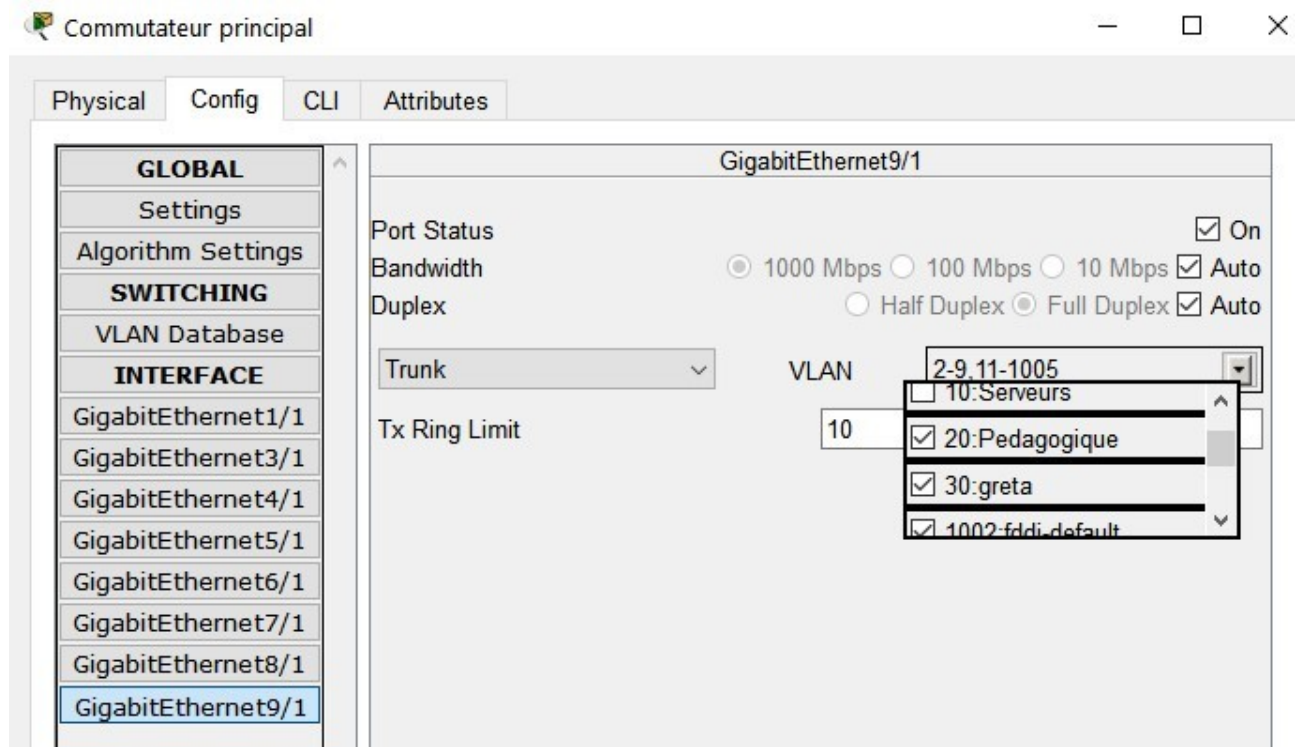 Commutateur principal
Physical Config CLI Attributes
GLOBAL
Settings
Algorithm Settings
SWITCHING
VLAN Database
INTERFACE
GigabitEthernet1/1
GigabitEthernet3/1
GigabitEthernet4/1
GigabitEthernet5/1
GigabitEthernet6/1
GigabitEthernet7/1
GigabitEthernet8/1
GigabitEthernet9/1
GigabitEthernet9/1
Port Status On
Bandwidth 1000 Mbps 100 Mbps 10 Mbps Auto
Duplex Half Duplex Full Duplex Auto
Trunk VLAN 2-9,11-1005
10:Serveurs
Tx Ring Limit 10 20:Pedagogique
30:greta
1002:fddi-default